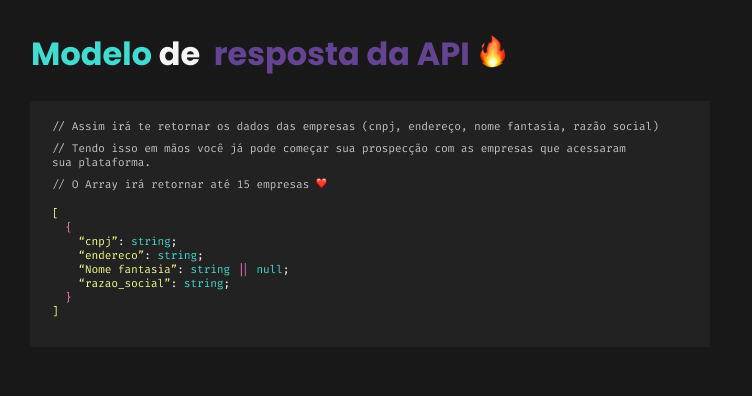 Modelo de resposta da API 🔥
// Assim irá te retornar os dados das empresas (cnpj, endereço, nome fantasia, razão social)
// Tendo isso em mãos você já pode começar sua prospecção com as empresas que acessaram
sua plataforma.
// O Array irá retornar até 15 empresas ❤️
[
  {
    “cnpj”: string;
    “endereco”: string;
    “Nome fantasia”: string || null;
    “razao_social”: string;
  }
]